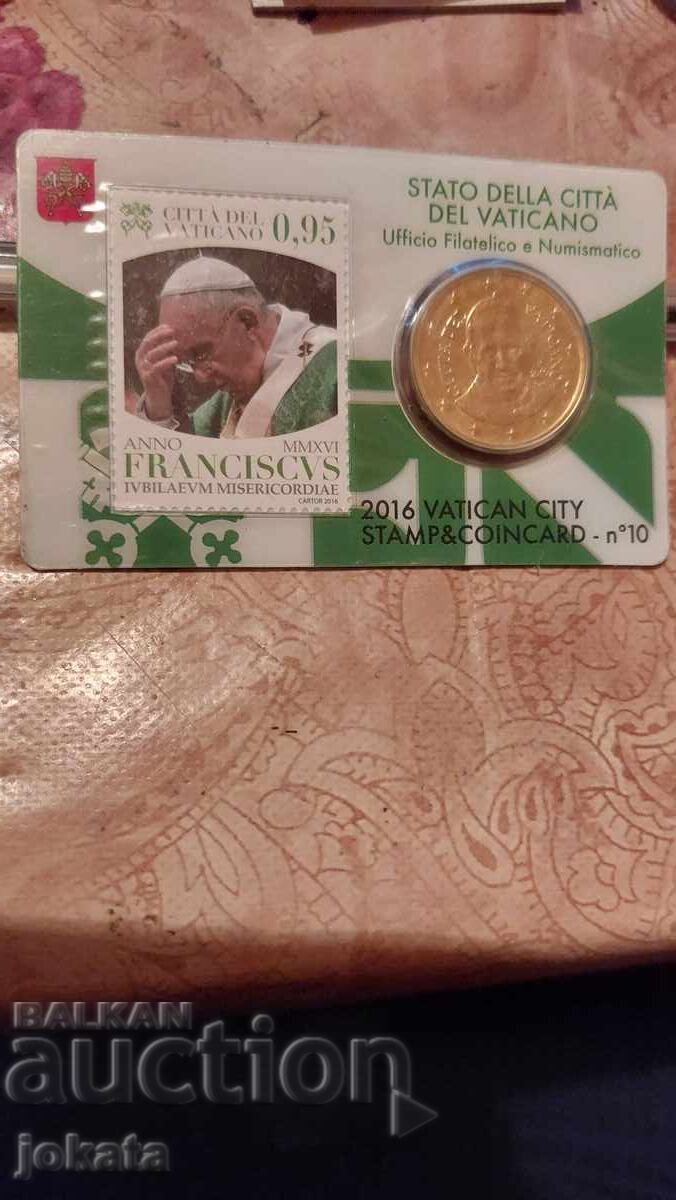 CITTÀ DEL
VATICANO 0,95
ANNO MMXVI
FRANCISCVS
IVBILAEVM MISERICORDIAE
CARTOR 2016
STATO DELLA CITTÀ
DEL VATICANO
Ufficio Filatelico e Numismatico
2016 VATICAN CITY
STAMP&COINCARD - n°10
BALKAN
auction
jokata